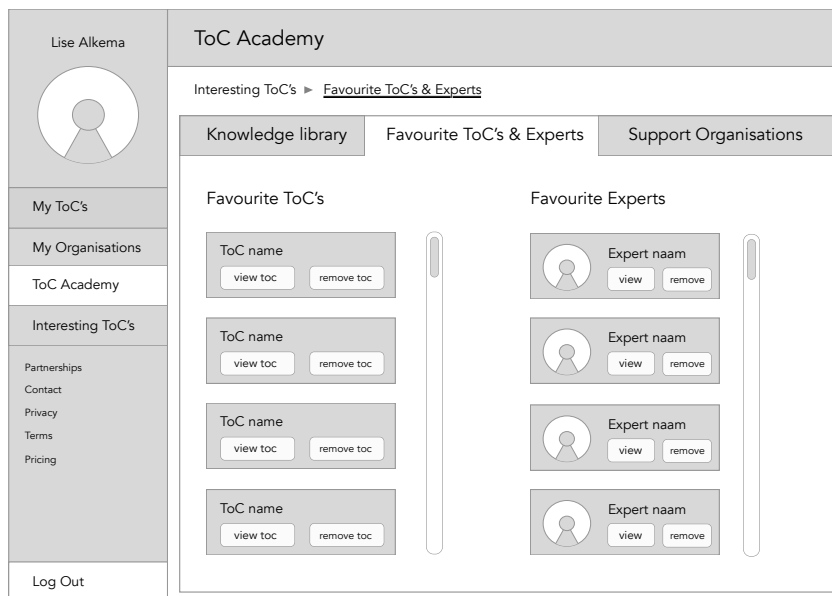 Lise Alkema
My ToC's
My Organisations
ToC Academy
Interesting ToC's
Partnerships
Contact
Privacy
Terms
Pricing
Log Out
ToC Academy
Interesting ToC's ► Favourite ToC's & Experts
Knowledge library
Favourite ToC's & Experts
Support Organisations
Favourite ToC's
ToC name
view toc
remove toc
ToC name
view toc
remove toc
ToC name
view toc
remove toc
ToC name
view toc
remove toc
Favourite Experts
Expert naam
view
remove
Expert naam
view
remove
Expert naam
view
remove
Expert naam
view
remove